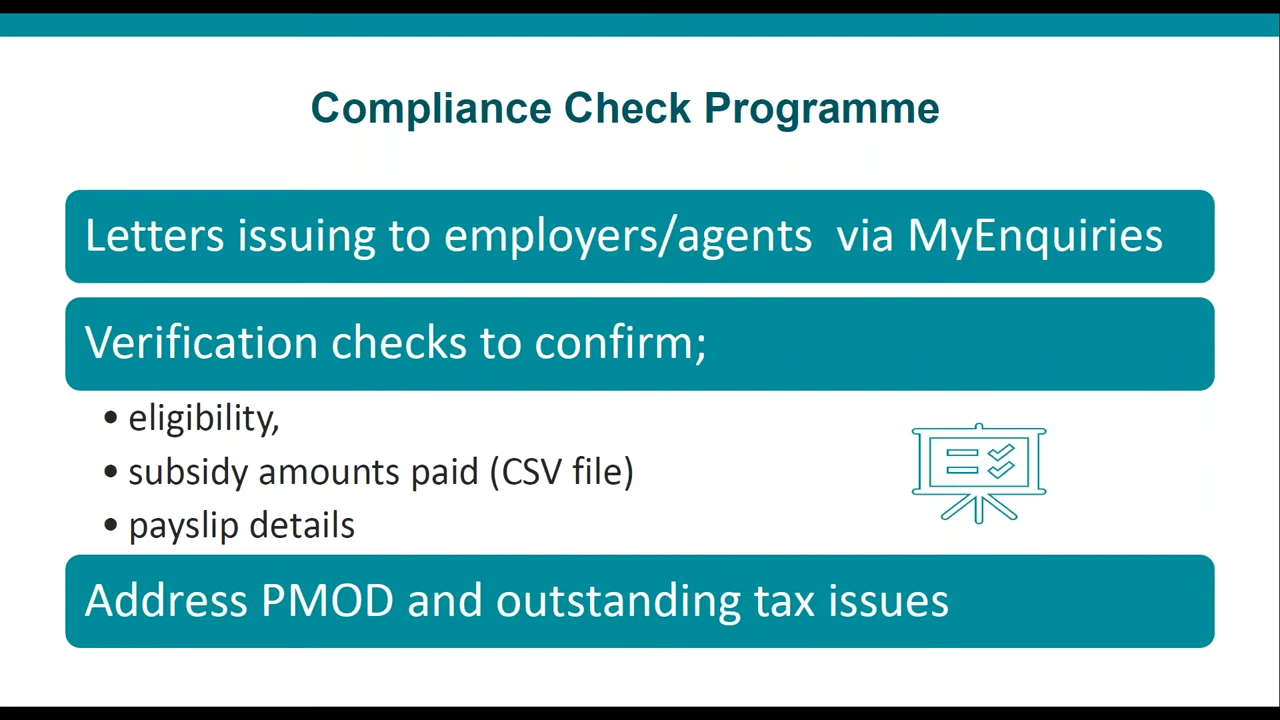 Compliance Check Programme
Letters issuing to employers/agents  via MyEnquiries
Verification checks to confirm;
• eligibility,
• subsidy amounts paid (CSV file)
• payslip details
Address PMOD and outstanding tax issues